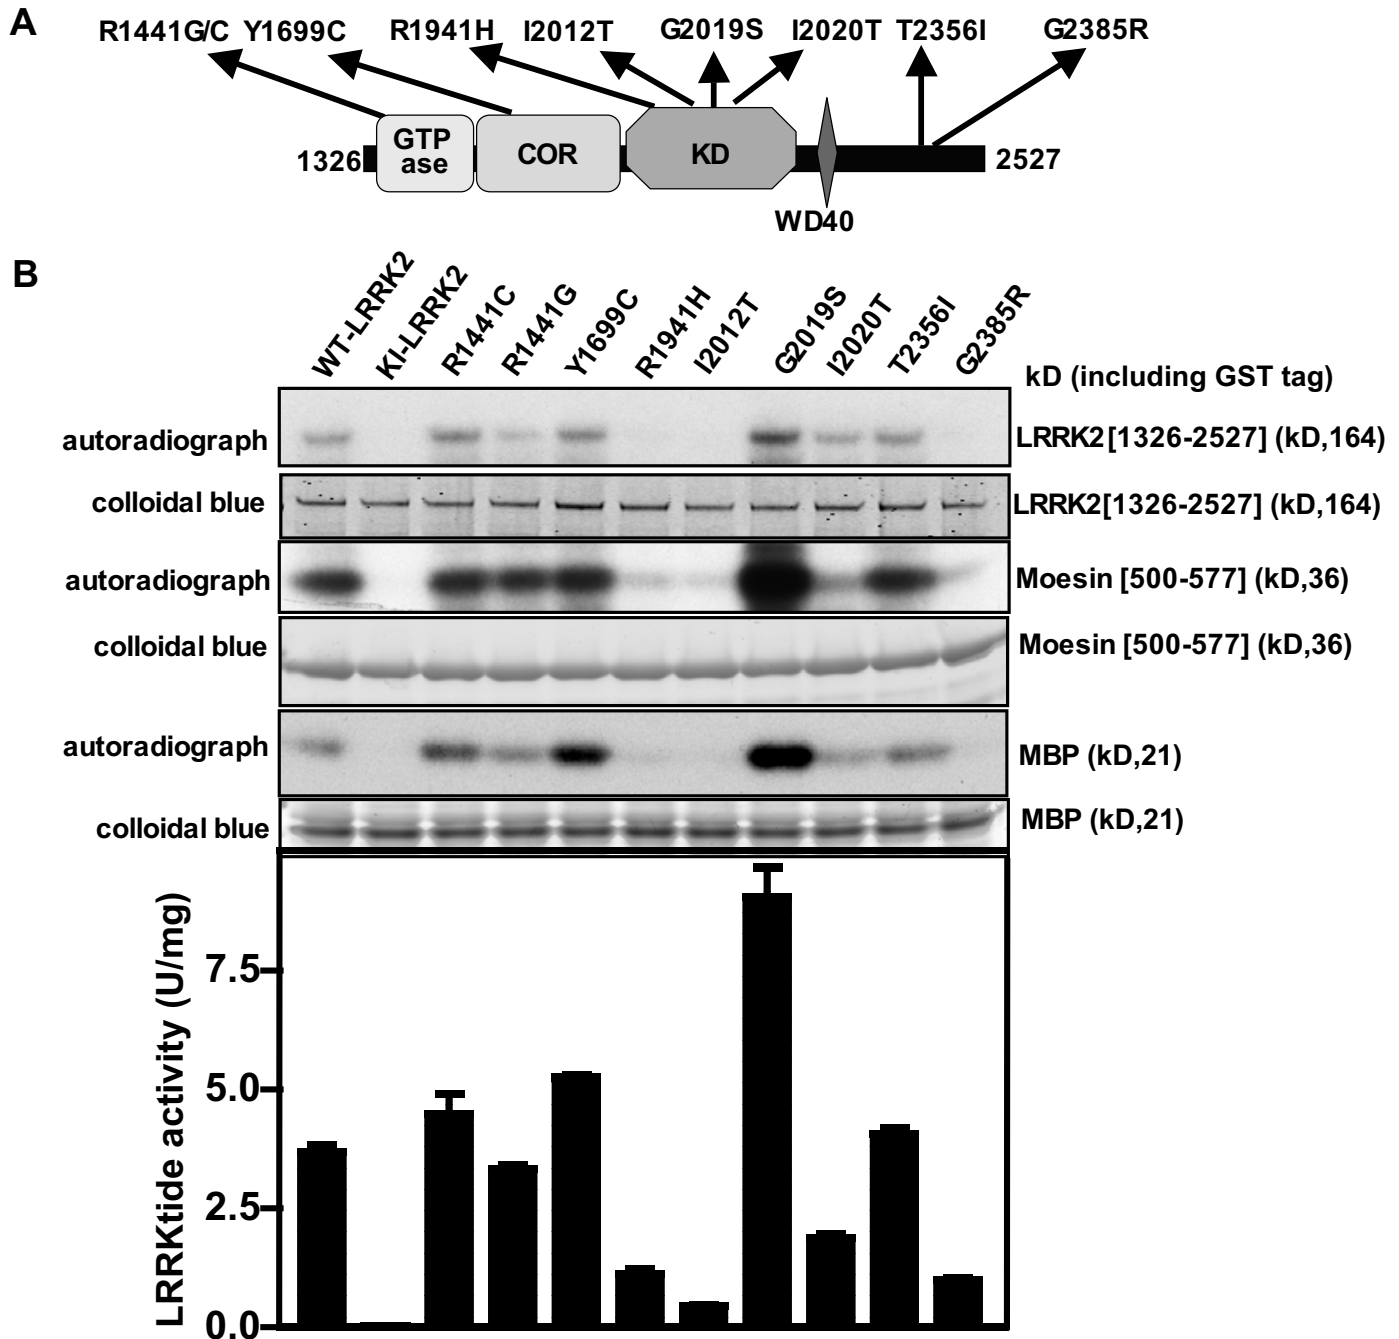 A
R1441G/C Y1699C R1941H I2012T G2019S I2020T T2356I G2385R
1326
GTP
ase
COR
KD
2527
WD40
B
WT-LRRK2
KI-LRRK2
R1441C
R1441G
Y1699C
R1941H
I2012T
G2019S
I2020T
T2356I
G2385R
kD (including GST tag)
autoradiograph
LRRK2[1326-2527] (kD,164)
colloidal blue
LRRK2[1326-2527] (kD,164)
autoradiograph
Moesin [500-577] (kD,36)
colloidal blue
Moesin [500-577] (kD,36)
autoradiograph
MBP (kD,21)
colloidal blue
MBP (kD,21)
LRRKtide activity (U/mg)
7.5
5.0
2.5
0.0